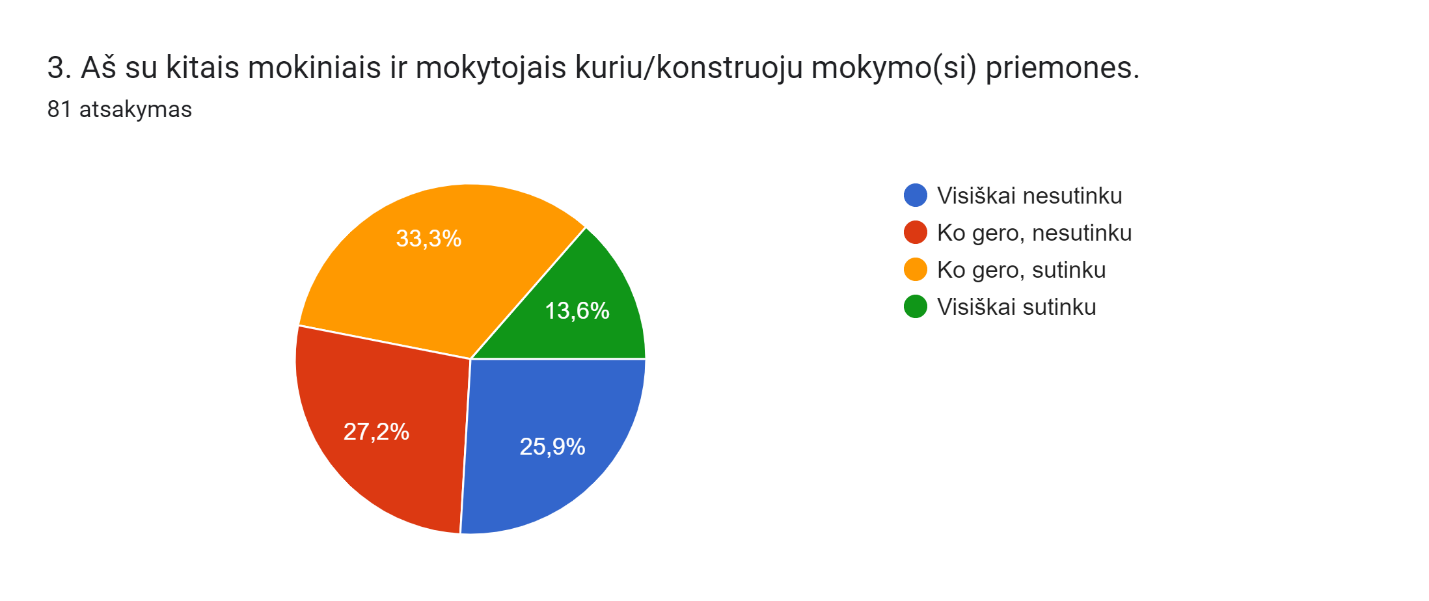 3. Aš su kitais mokiniais ir mokytojais kuriu/konstruoju mokymo(si) priemones.
81 atsakymas
33,3%
13,6%
27,2%
25,9%
Visiškai nesutinku
Ko gero, nesutinku
Ko gero, sutinku
Visiškai sutinku